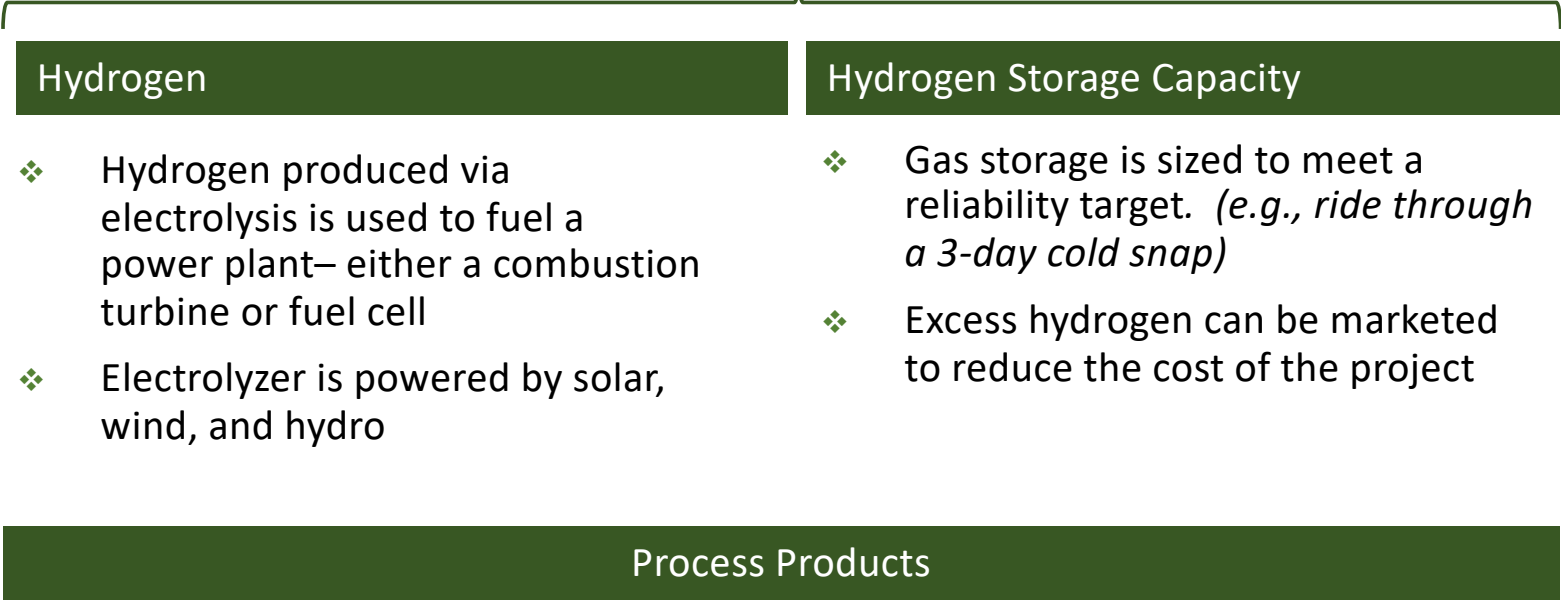 Hydrogen
Hydrogen produced via
electrolysis is used to fuel a
power plant– either a combustion
turbine or fuel cell
Electrolyzer is powered by solar,
wind, and hydro
Hydrogen Storage Capacity
Gas storage is sized to meet a
reliability target.  (e.g., ride through
a 3-day cold snap)
Excess hydrogen can be marketed
to reduce the cost of the project
Process Products